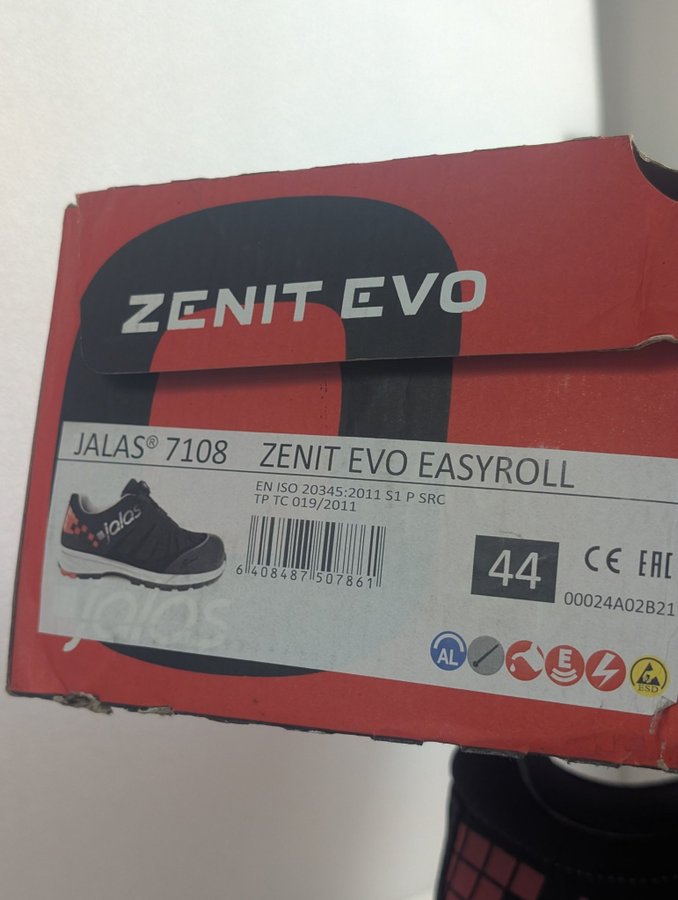 ZENIT EVO
JALAS® 7108 ZENIT EVO EASYROLL
EN ISO 20345:2011 S1 P SRC
TP TC 019/2011
jalas
6 408487 507861
44
CE EAC
00024A02B21
jalas
AL
E
ESD